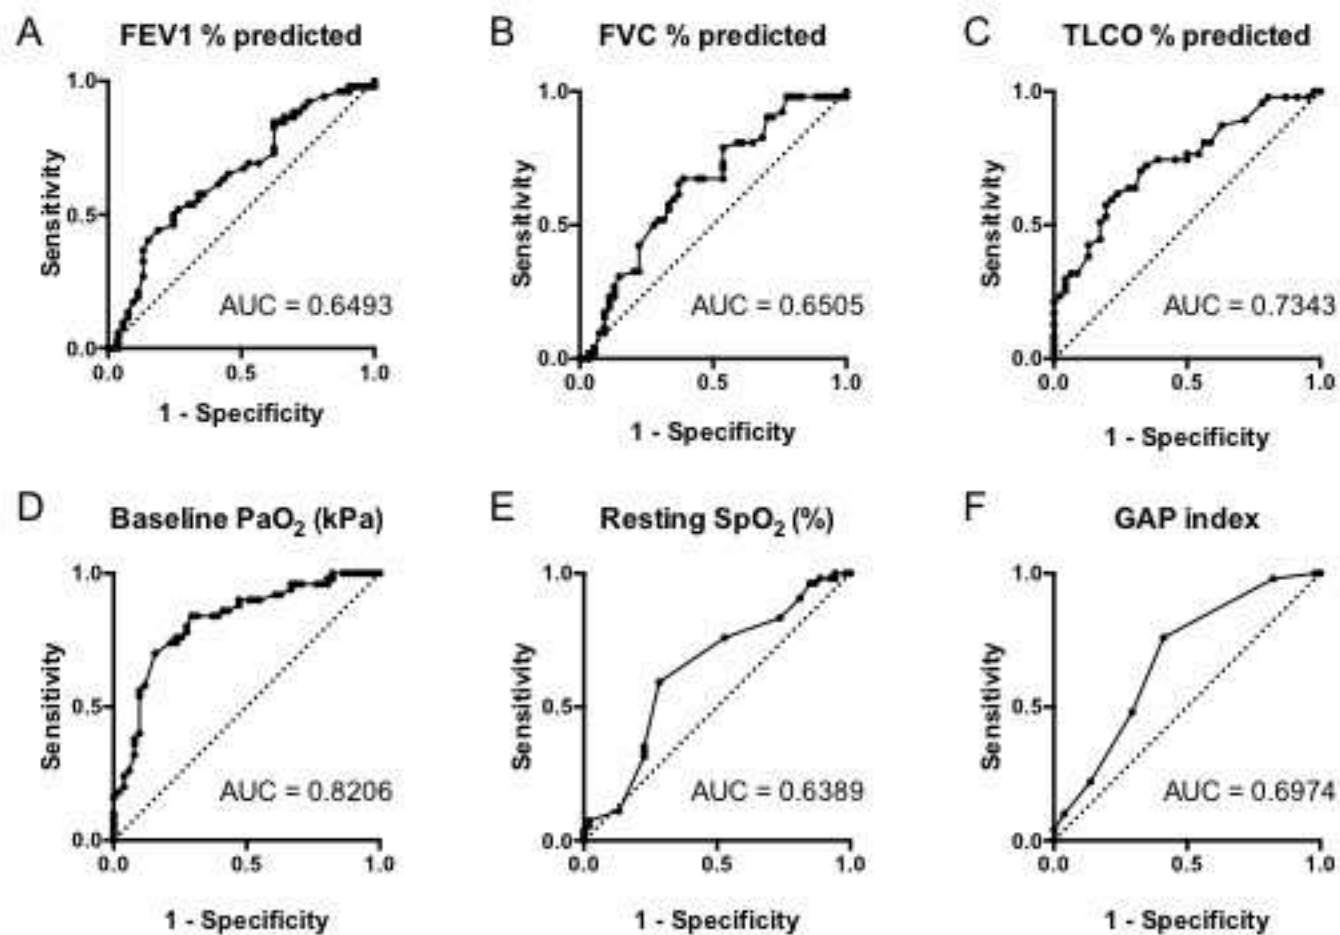 A FEV1 % predicted
1.0
Sensitivity
0.5
AUC = 0.6493
0.0
0.0 0.5 1.0
1 - Specificity
B FVC % predicted
1.0
Sensitivity
0.5
AUC = 0.6505
0.0
0.0 0.5 1.0
1 - Specificity
C TLCO % predicted
1.0
Sensitivity
0.5
AUC = 0.7343
0.0
0.0 0.5 1.0
1 - Specificity
D Baseline PaO2 (kPa)
1.0
Sensitivity
0.5
AUC = 0.8206
0.0
0.0 0.5 1.0
1 - Specificity
E Resting SpO2 (%)
1.0
Sensitivity
0.5
AUC = 0.6389
0.0
0.0 0.5 1.0
1 - Specificity
F GAP index
1.0
Sensitivity
0.5
AUC = 0.6974
0.0
0.0 0.5 1.0
1 - Specificity